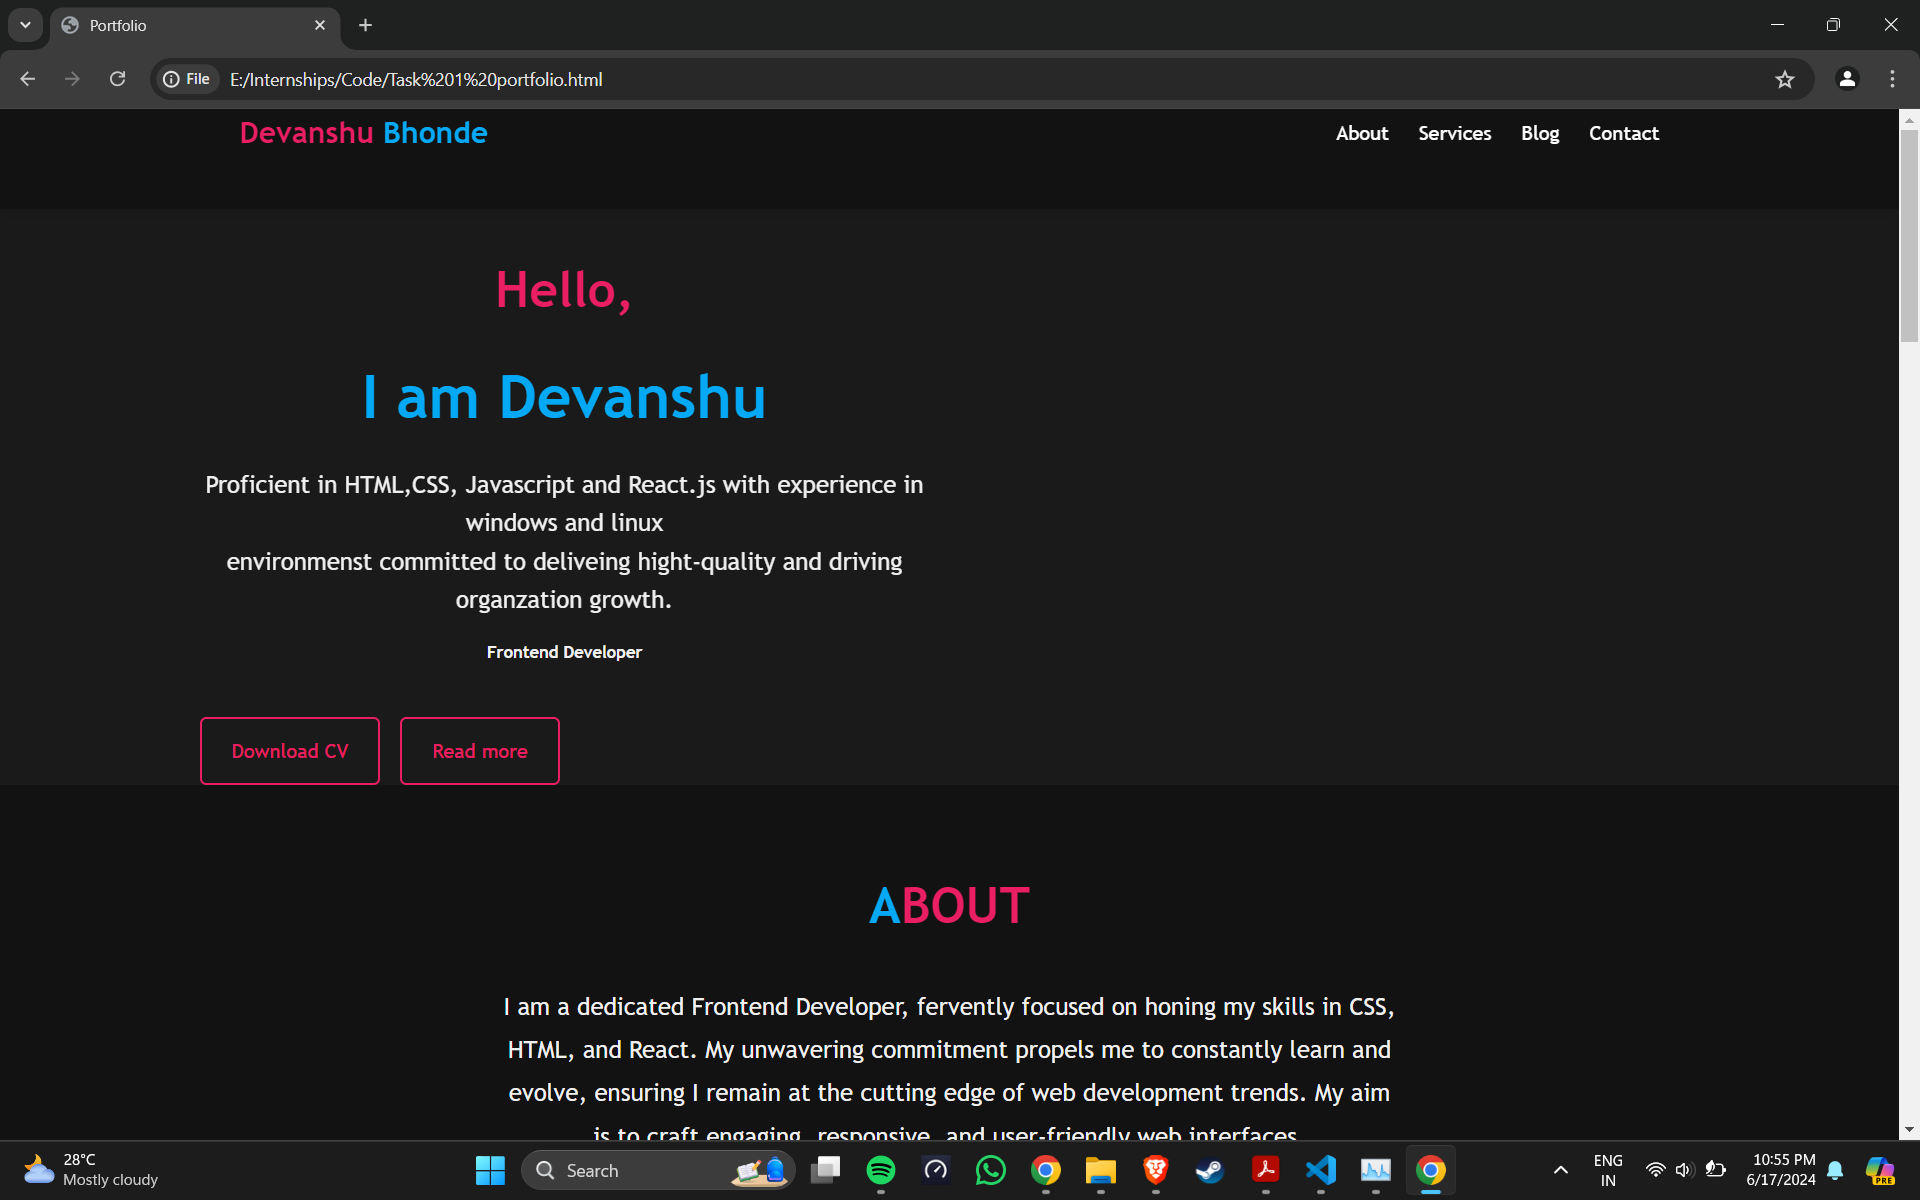 Portfolio
File
E:/Internships/Code/Task%201%20portfolio.html
Devanshu Bhonde
About Services Blog Contact
Hello,
I am Devanshu
Proficient in HTML,CSS, Javascript and React.js with experience in
windows and linux
environmenst committed to deliveing hight-quality and driving
organzation growth.
Frontend Developer
Download CV Read more
ABOUT
I am a dedicated Frontend Developer, fervently focused on honing my skills in CSS,
HTML, and React. My unwavering commitment propels me to constantly learn and
evolve, ensuring I remain at the cutting edge of web development trends. My aim
is to craft engaging, responsive, and user-friendly web interfaces.
28°C
Mostly cloudy
Search
ENG
IN
10:55 PM
6/17/2024
PRE